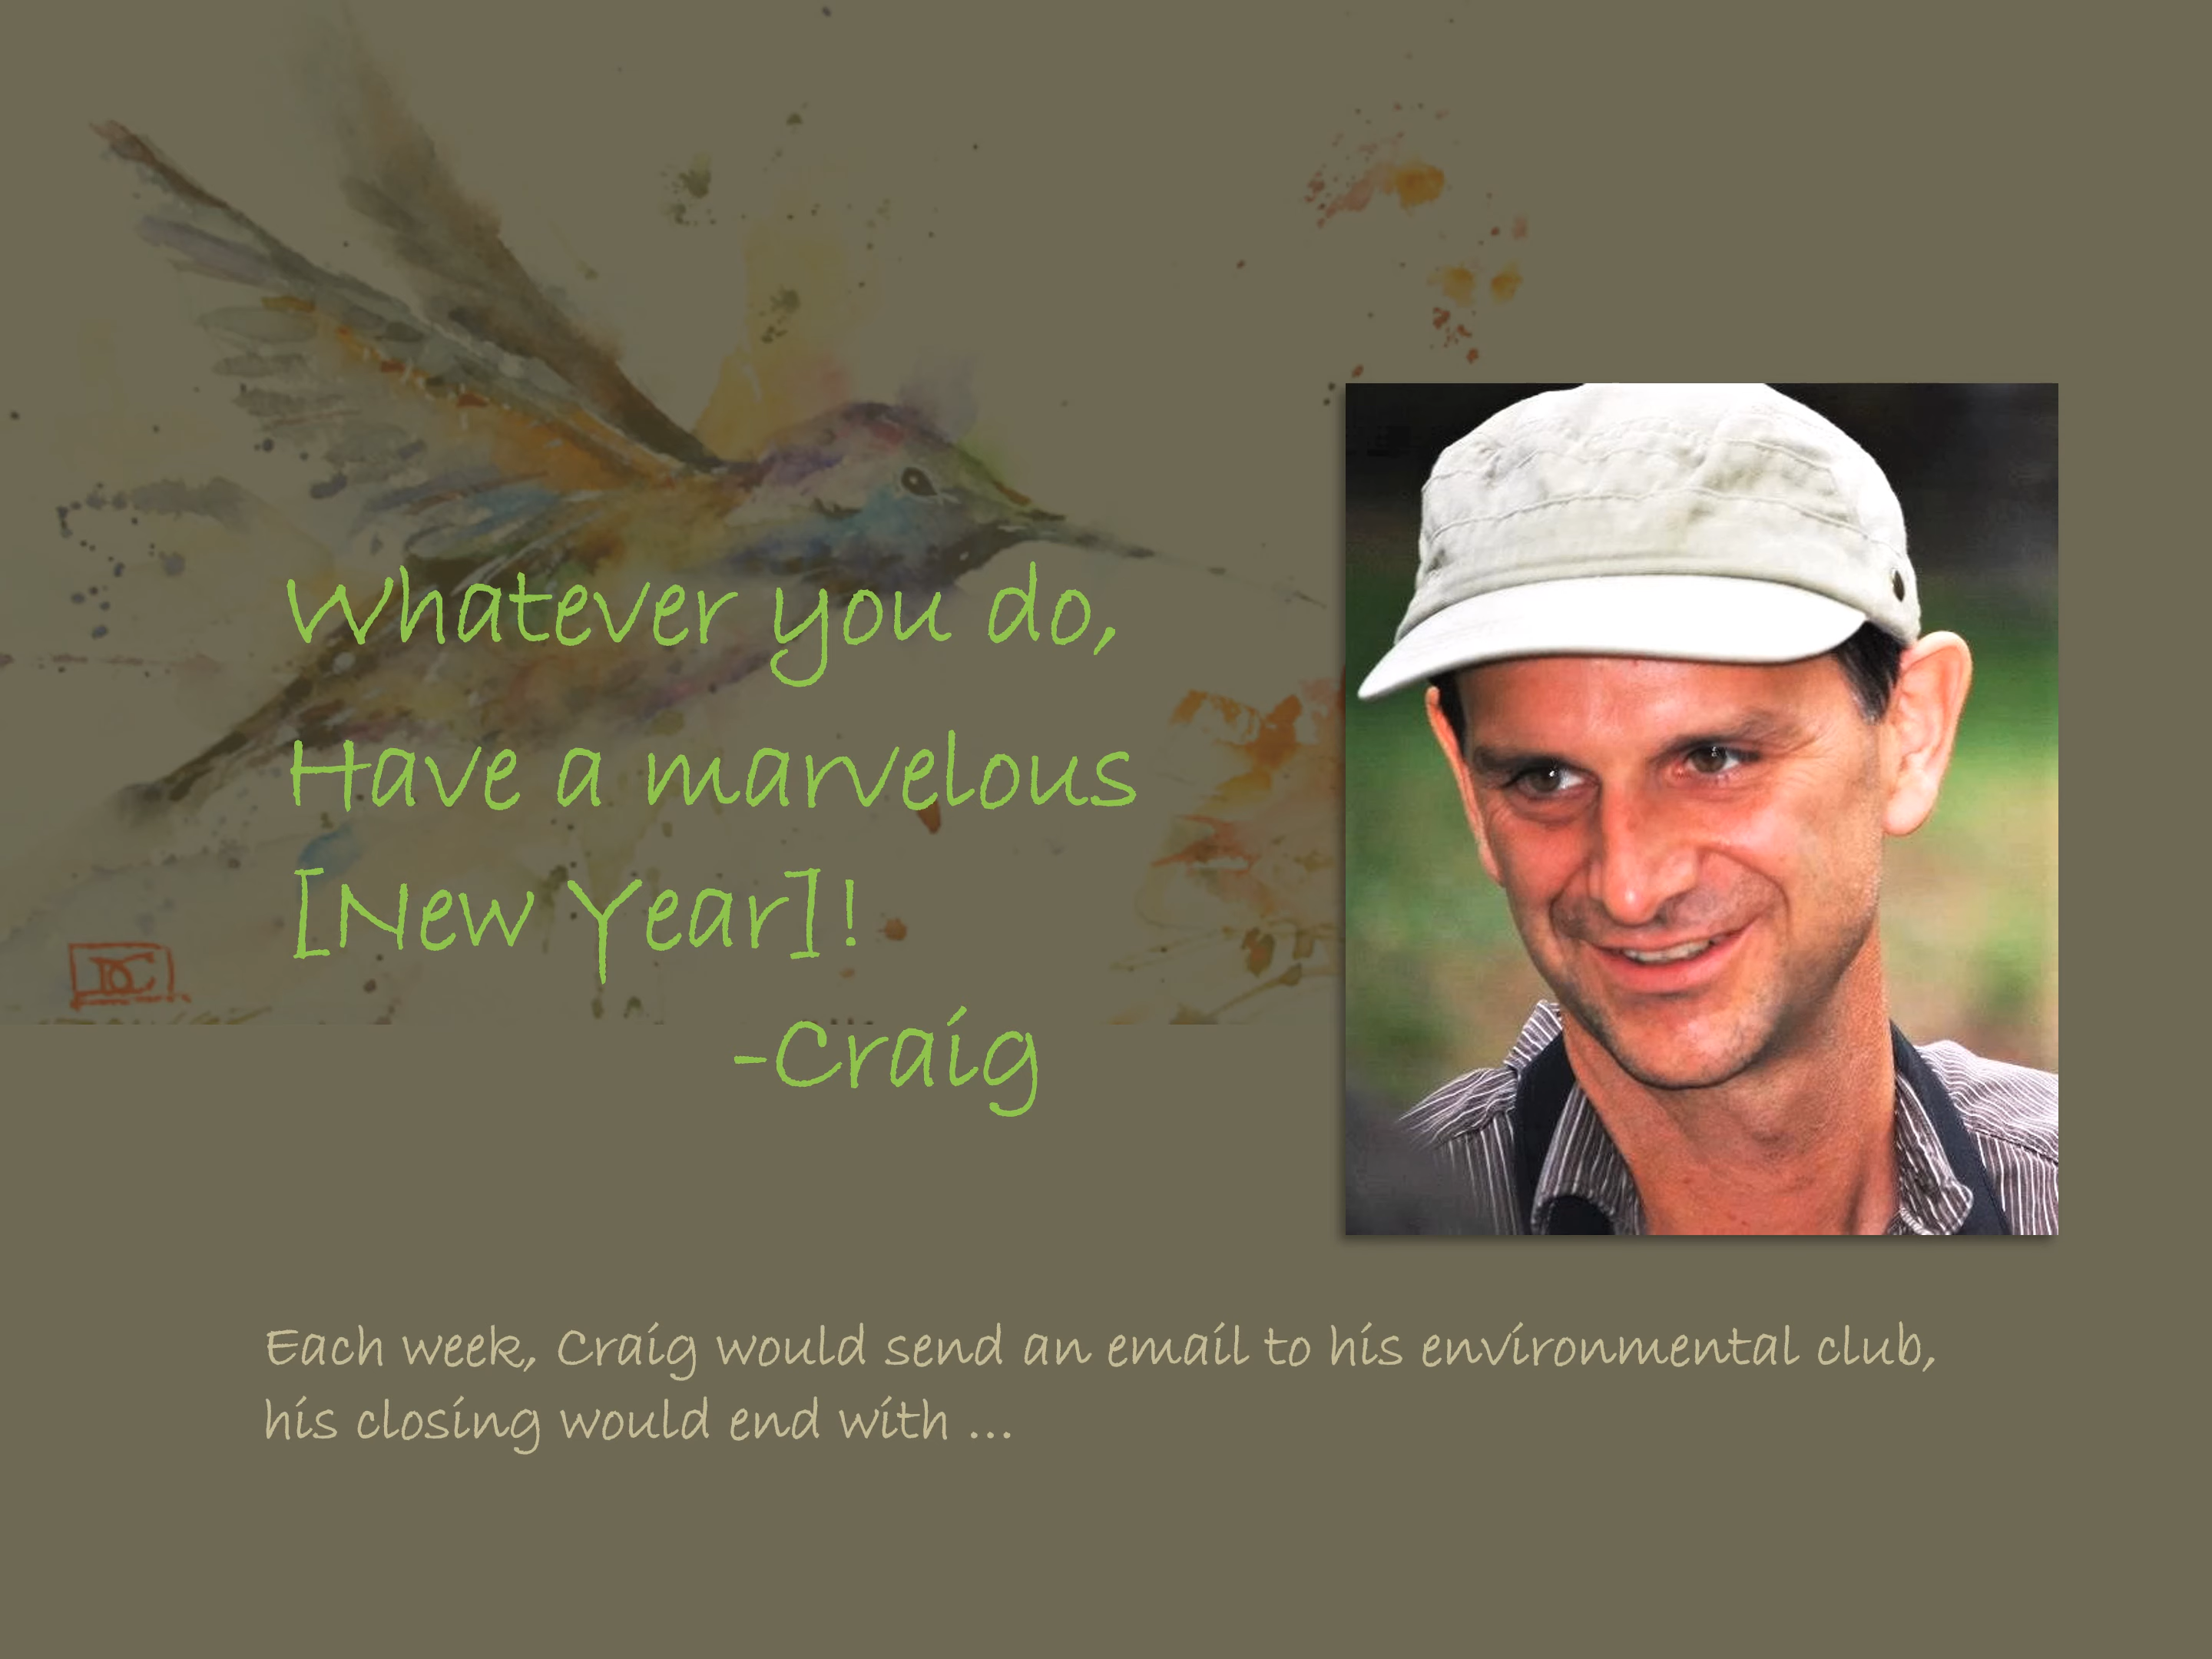 Whatever you do,
Have a marvelous
[New Year]!
-Craig
DC
Each week, Craig would send an email to his environmental club,
his closing would end with ...